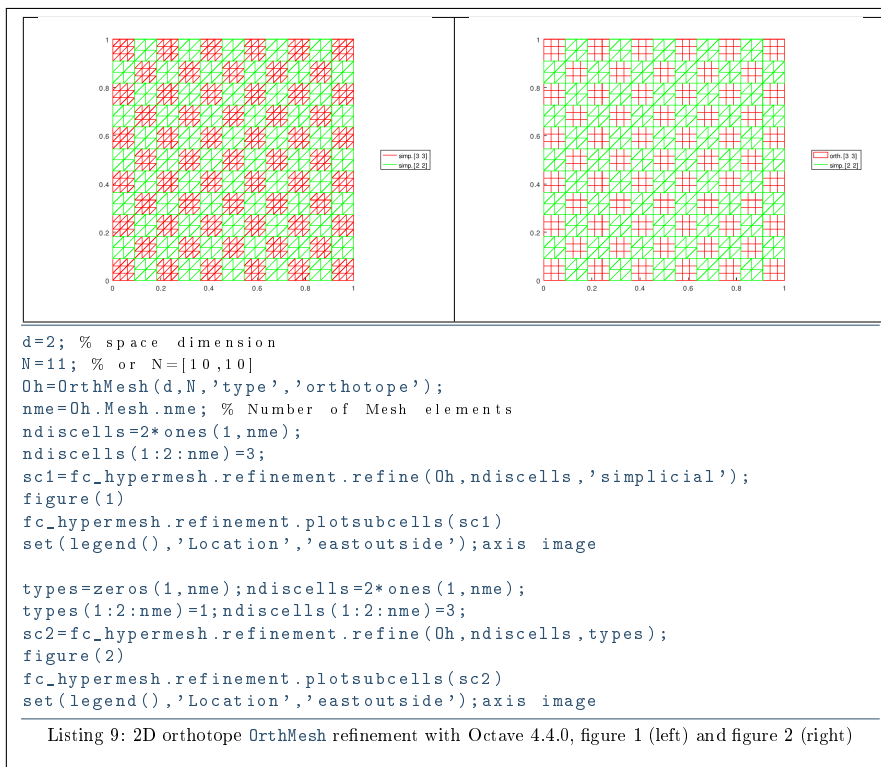 1
0.8
0.6
0.4
0.2
0
0 0.2 0.4 0.6 0.8 1
simp.[3 3]
simp.[2 2]
1
0.8
0.6
0.4
0.2
0
0 0.2 0.4 0.6 0.8 1
orth.[3 3]
simp.[2 2]
d=2; % space dimension
N=11; % or N=[10,10]
Oh=OrthMesh(d,N,'type','orthotope');
nme=Oh.Mesh.nme; % Number of Mesh elements
ndiscells=2*ones(1,nme);
ndiscells(1:2:nme)=3;
sc1=fc_hypermesh.refinement.refine(Oh,ndiscells,'simplicial');
figure(1)
fc_hypermesh.refinement.plotsubcells(sc1)
set(legend(),'Location','eastoutside');axis image
types=zeros(1,nme);ndiscells=2*ones(1,nme);
types(1:2:nme)=1;ndiscells(1:2:nme)=3;
sc2=fc_hypermesh.refinement.refine(Oh,ndiscells,types);
figure(2)
fc_hypermesh.refinement.plotsubcells(sc2)
set(legend(),'Location','eastoutside');axis image
Listing 9: 2D orthotope OrthMesh refinement with Octave 4.4.0, figure 1 (left) and figure 2 (right)